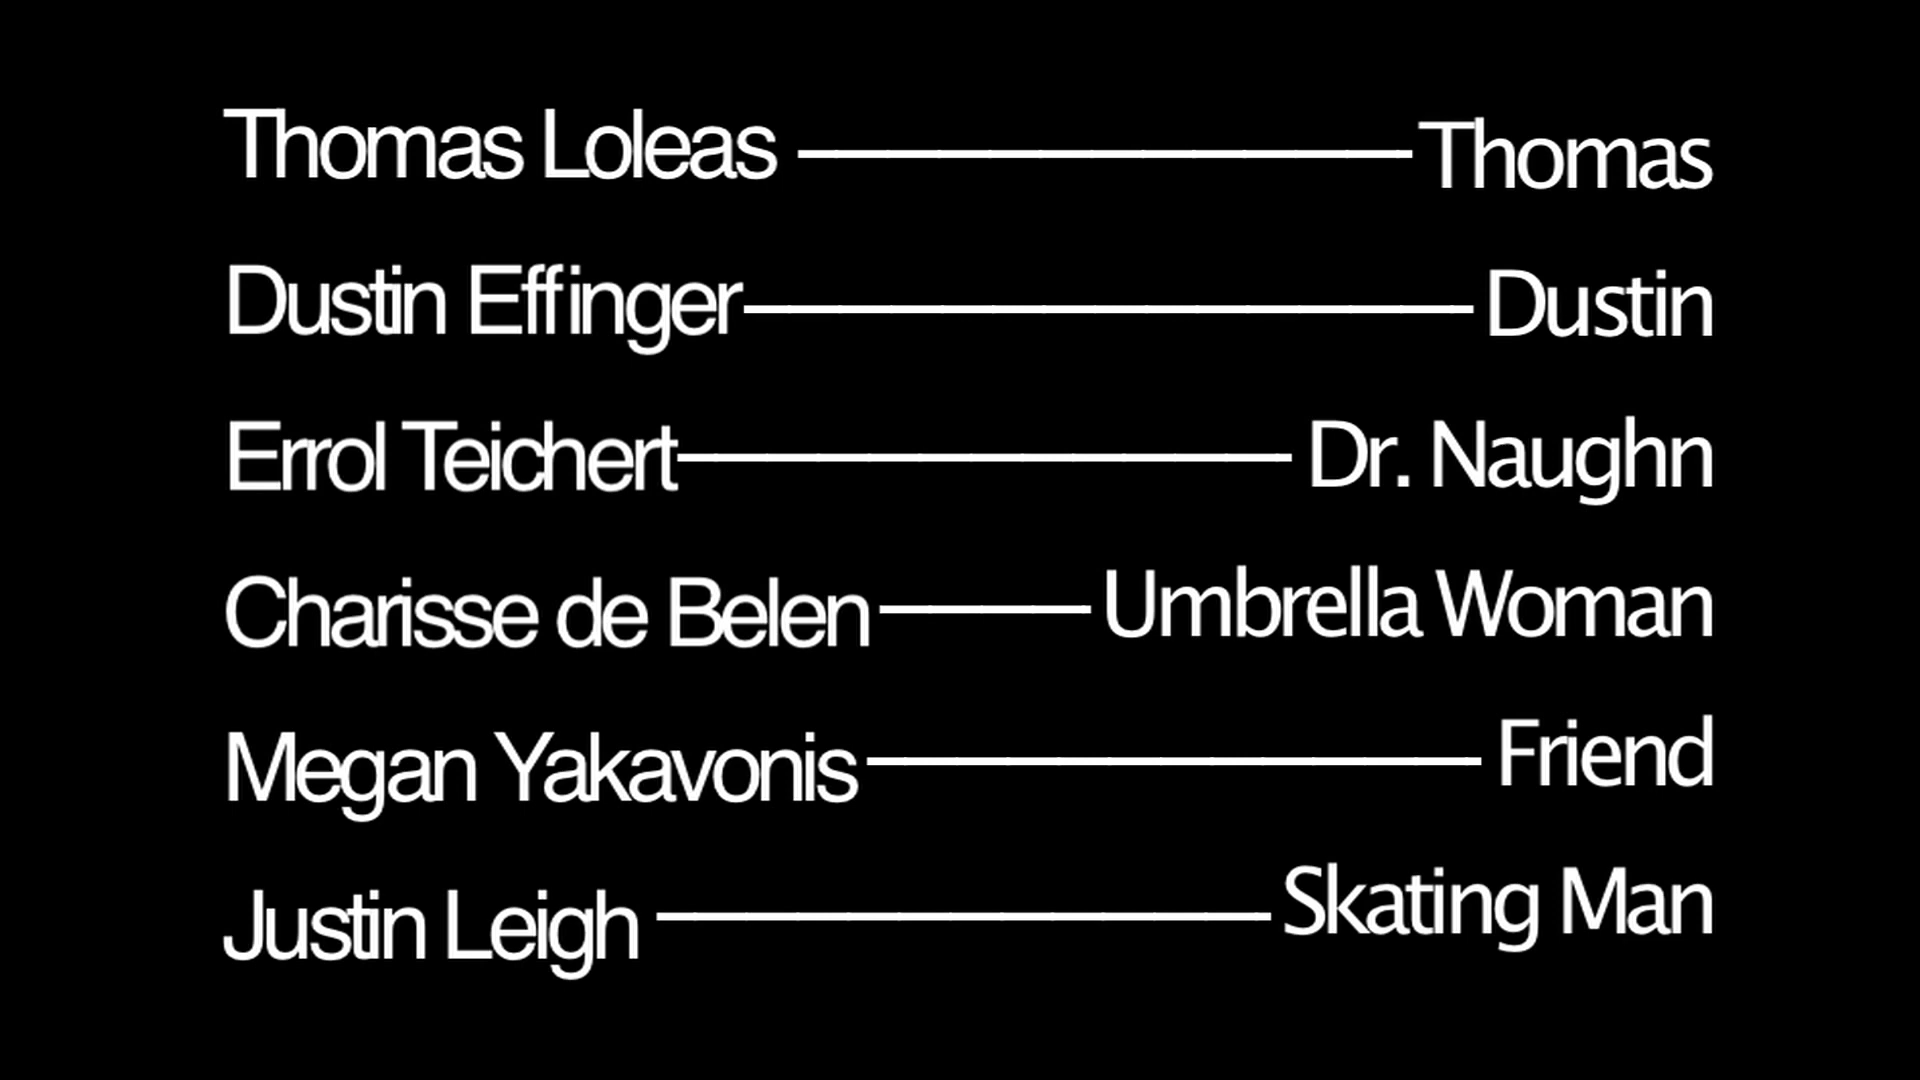 Thomas Loleas ———————————— Thomas
Dustin Effinger—————————————— Dustin
Errol Teichert———————————— Dr. Naughn
Charisse de Belen ———— Umbrella Woman
Megan Yakavonis ———————————— Friend
Justin Leigh ———————————— Skating Man